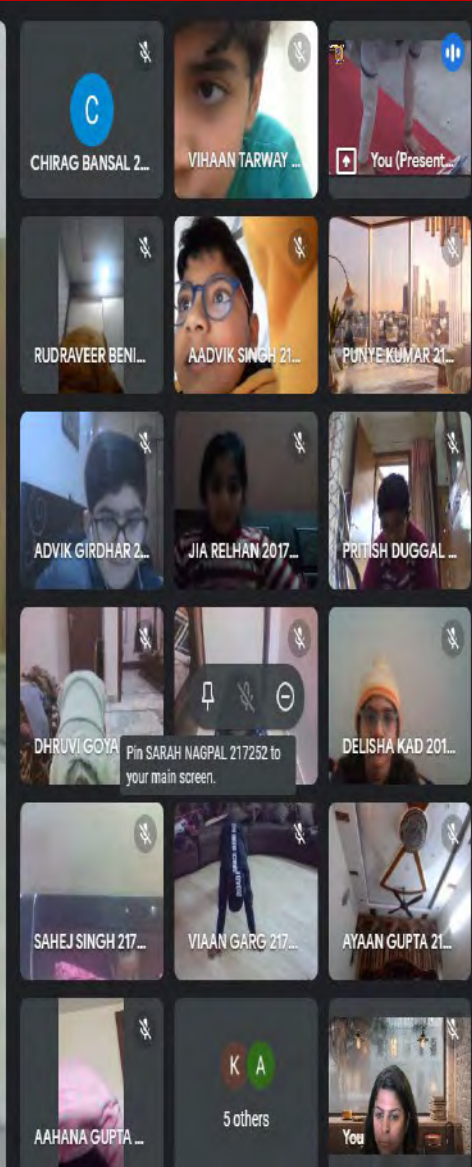 C
CHIRAG BANSAL 2...
VIHAAN TARWAY ...
You (Present...
RUDRAVEER BENI...
AADVIK SINGH 21...
PUNYE KUMAR 21...
ADVIK GIRDHAR 2...
JIA RELHAN 2017...
PRITISH DUGGAL ...
DHRUVI GOYA
Pin SARAH NAGPAL 217252 to
your main screen.
DELISHA KAD 201...
SAHEJ SINGH 217...
VIAAN GARG 217...
AYAAN GUPTA 21...
AAHANA GUPTA ...
K A
5 others
You